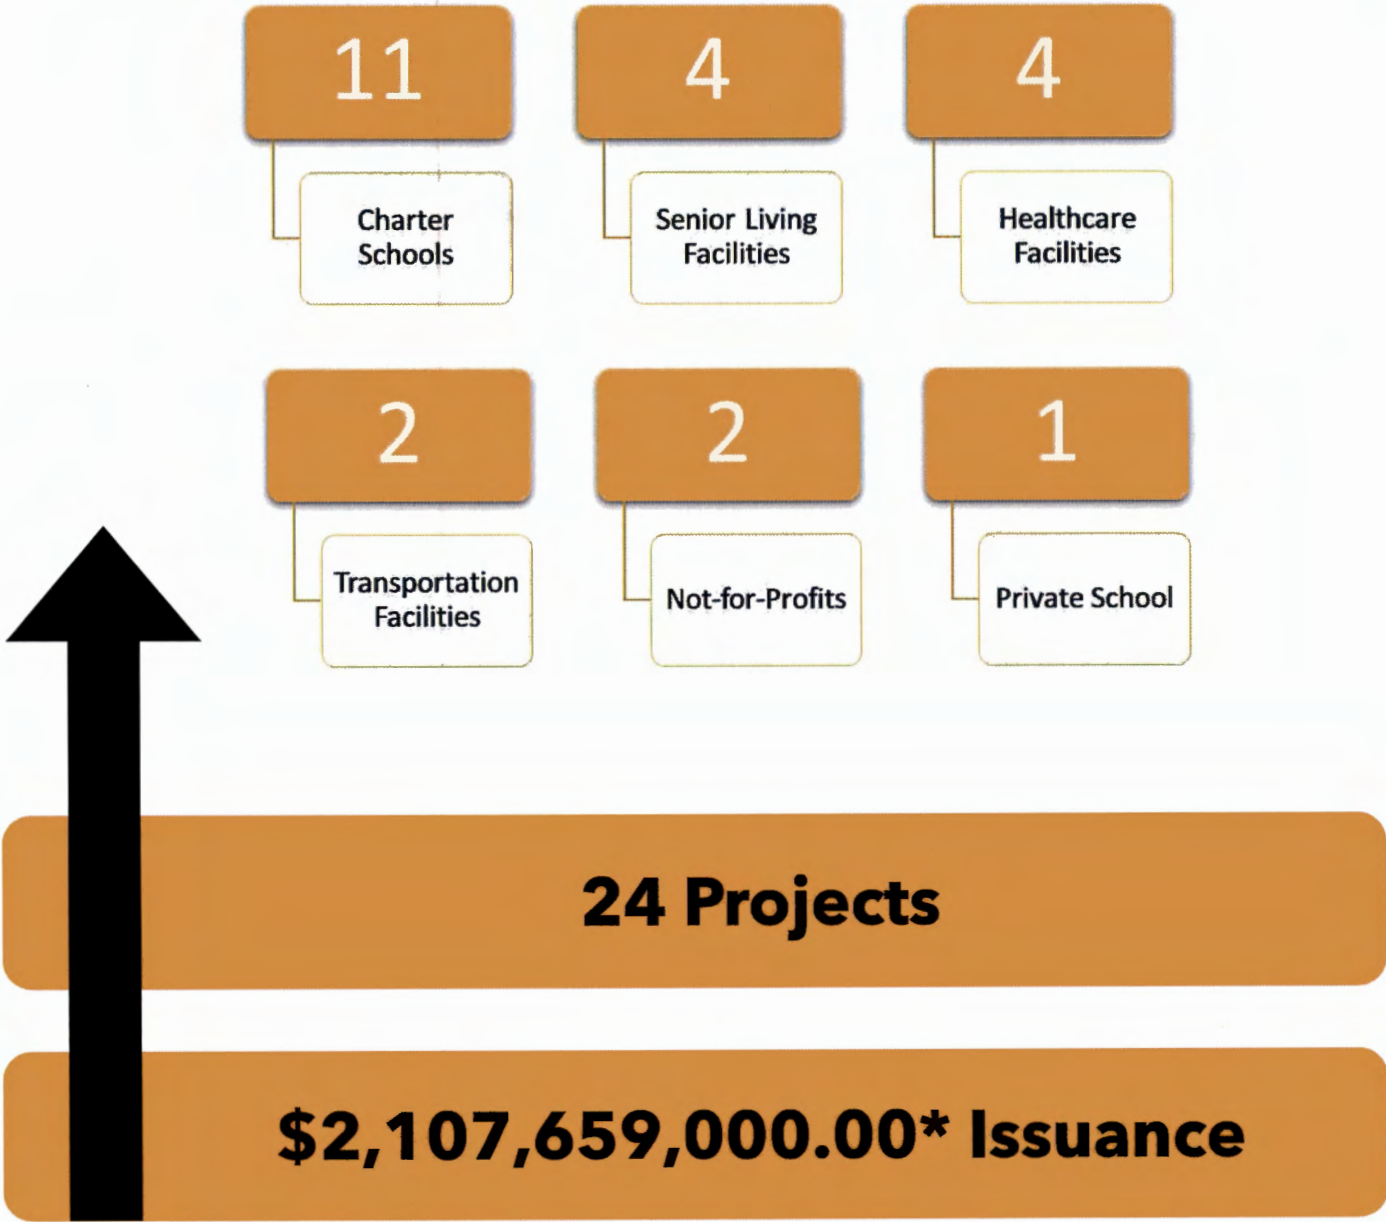 11
4
4
Charter
Schools
Senior Living
Facilities
Healthcare
Facilities
2
2
1
Transportation
Facilities
Not-for-Profits
Private School
24 Projects
$2,107,659,000.00* Issuance